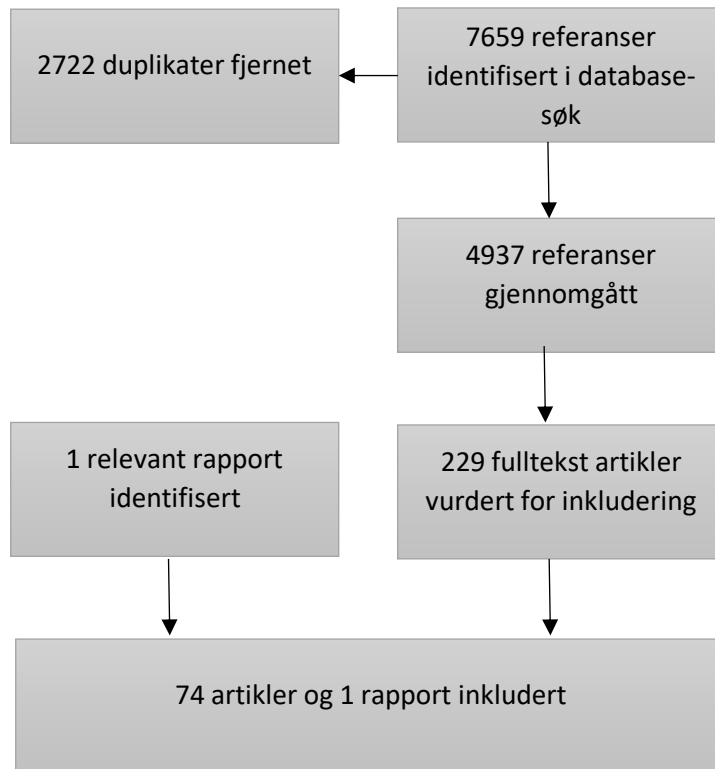 2722 duplikater fjernet
7659 referanser
identifisert i database-
søk
4937 referanser
gjennomgått
1 relevant rapport
identifisert
229 fulltekst artikler
vurdert for inkludering
74 artikler og 1 rapport inkludert